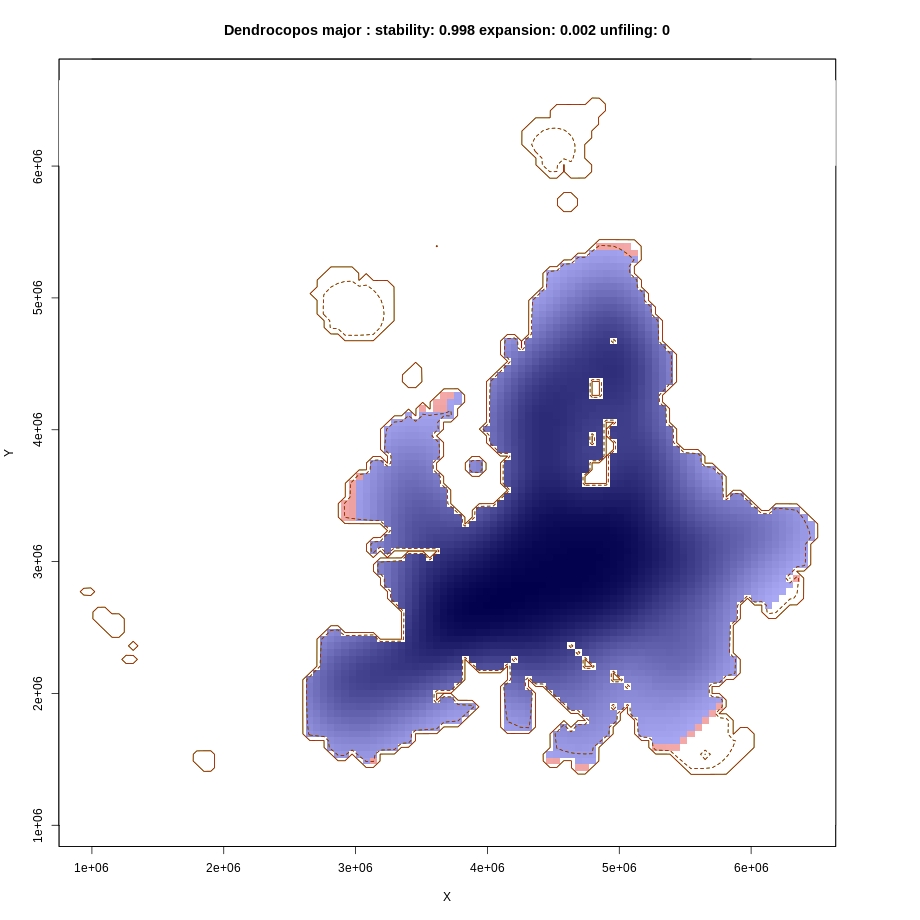 Dendrocopos major : stability: 0.998 expansion: 0.002 unfiling: 0
6e+06
5e+06
4e+06
Y
3e+06
2e+06
1e+06
1e+06 2e+06 3e+06 4e+06 5e+06 6e+06
X